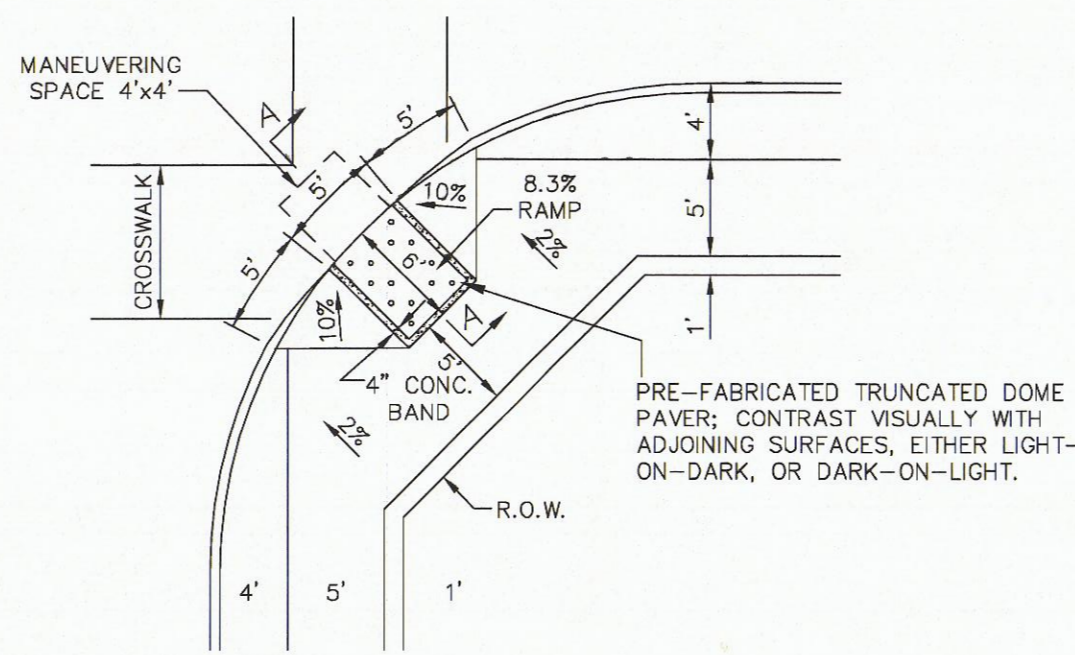 MANEUVERING
SPACE 4'x4'
A
5'
5'
5'
CROSSWALK
10%
8.3%
RAMP
2%
4'
5'
1'
6'
10%
A
5'
4" CONC.
BAND
2%
PRE-FABRICATED TRUNCATED DOME
PAVER; CONTRAST VISUALLY WITH
ADJOINING SURFACES, EITHER LIGHT-
ON-DARK, OR DARK-ON-LIGHT.
R.O.W.
4'
5'
1'